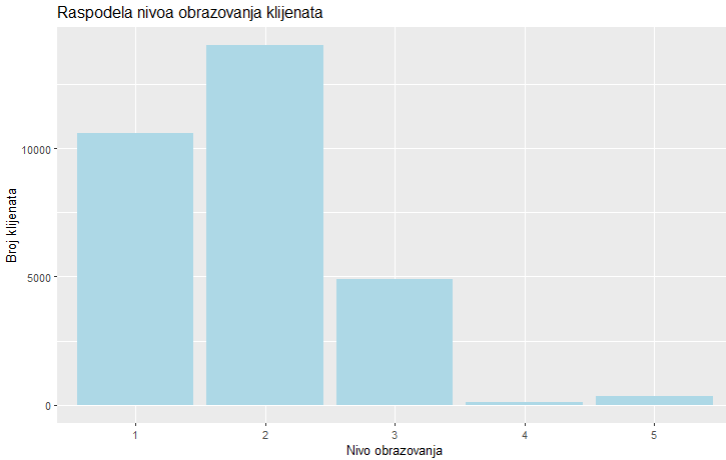 Raspodela nivoa obrazovanja klijenata
10000
5000
0
Broj klijenata
1 2 3 4 5
Nivo obrazovanja